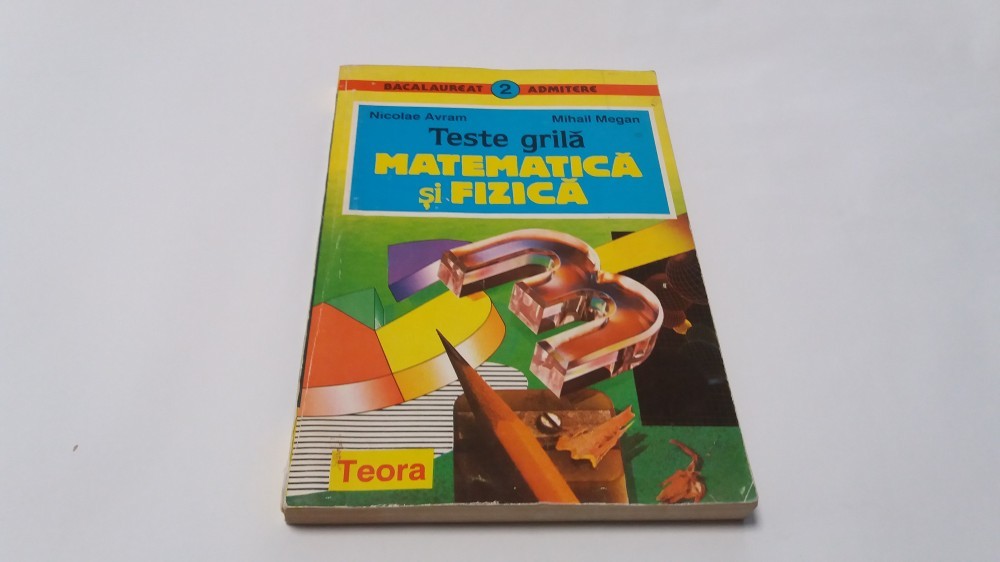 BACALAUREAT 2 ADMITERE
Nicolae Avram Mihail Megan
Teste grilă
MATEMATICĂ
și FIZICĂ
Teora